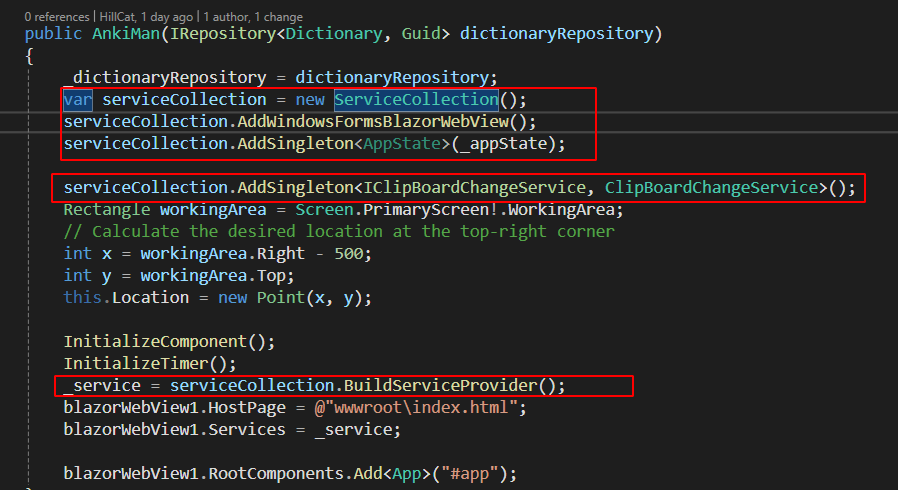 0 references | HillCat, 1 day ago | 1 author, 1 change
public AnkiMan(IRepository<Dictionary, Guid> dictionaryRepository)
{
_dictionaryRepository = dictionaryRepository;
var serviceCollection = new ServiceCollection();
serviceCollection.AddWindowsFormsBlazorWebView();
serviceCollection.AddSingleton<AppState>(_appState);
serviceCollection.AddSingleton<IClipBoardChangeService, ClipBoardChangeService>();
Rectangle workingArea = Screen.PrimaryScreen!.WorkingArea;
// Calculate the desired location at the top-right corner
int x = workingArea.Right - 500;
int y = workingArea.Top;
this.Location = new Point(x, y);
InitializeComponent();
InitializeTimer();
_service = serviceCollection.BuildServiceProvider();
blazorWebView1.HostPage = @"wwwroot\index.html";
blazorWebView1.Services = _service;
blazorWebView1.RootComponents.Add<App>("#app");